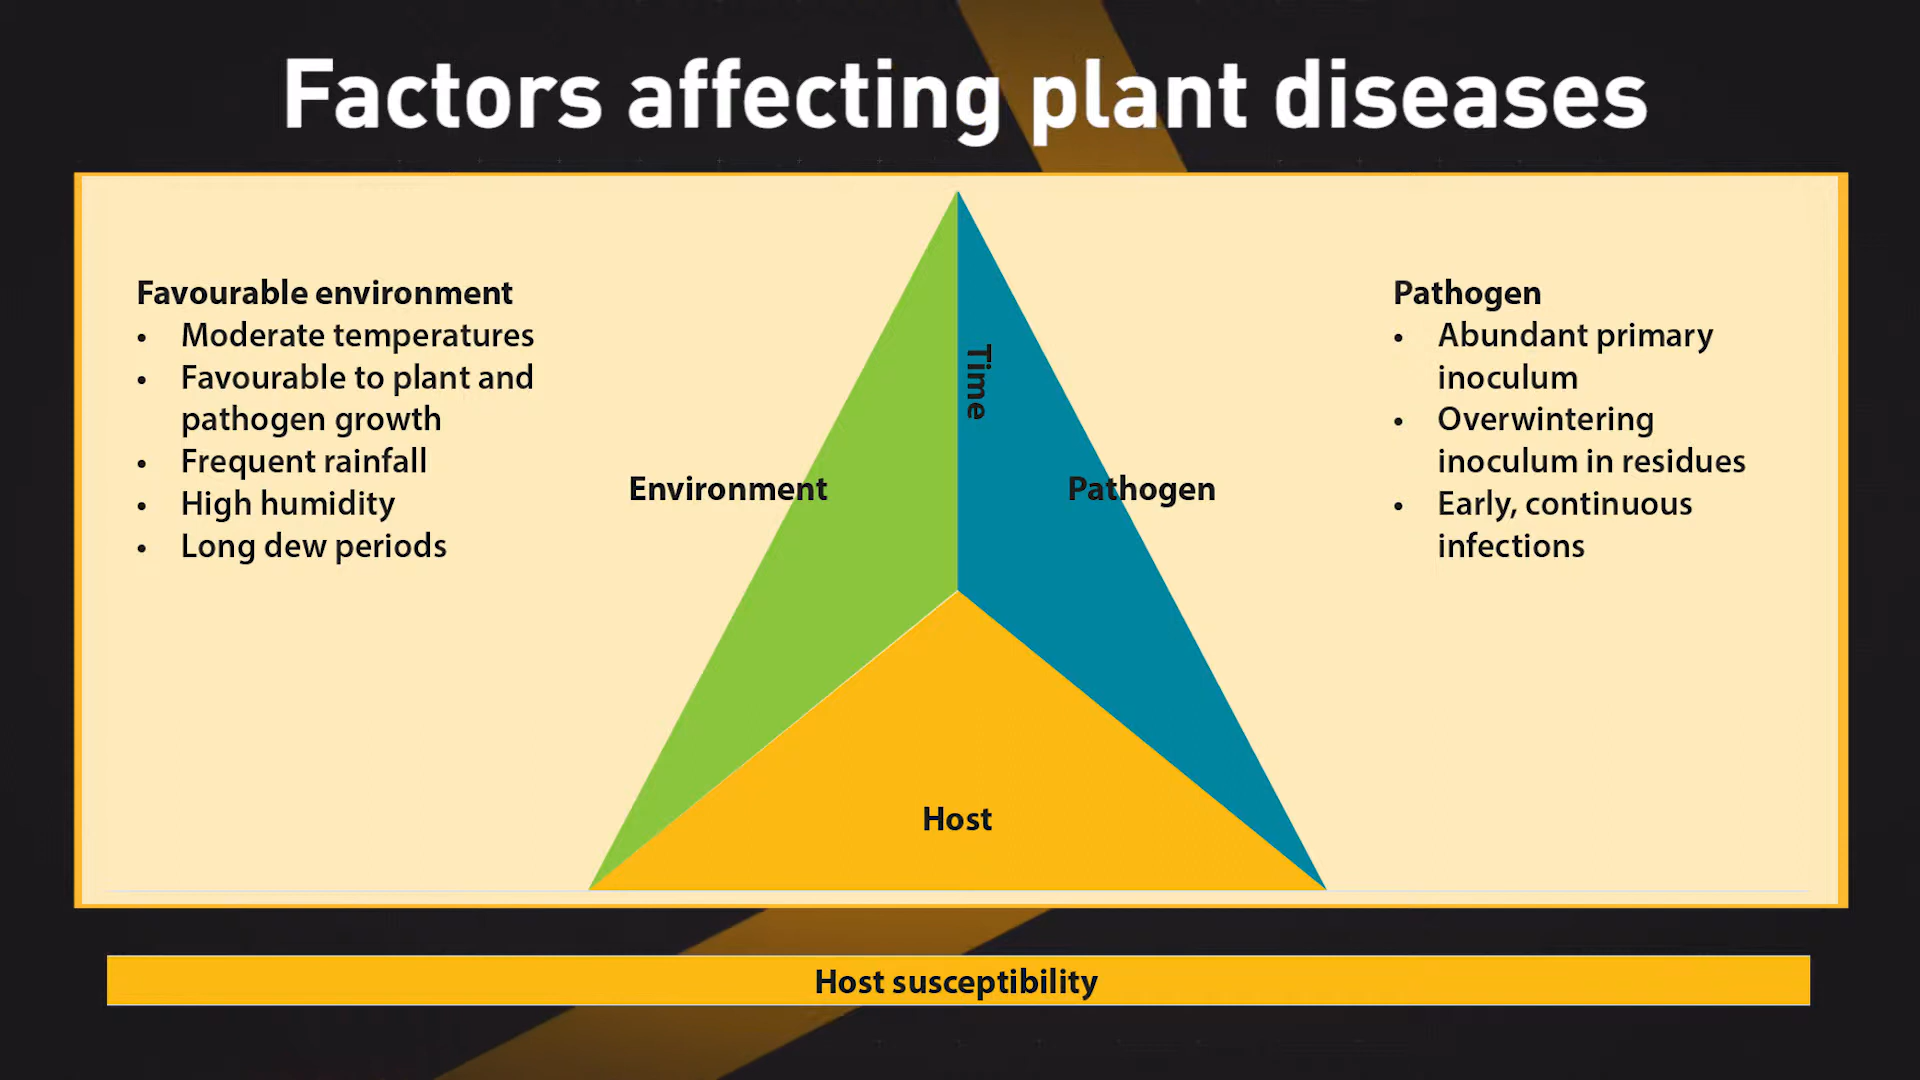 Factors affecting plant diseases
Favourable environment
• Moderate temperatures
• Favourable to plant and
pathogen growth
• Frequent rainfall
• High humidity
• Long dew periods
Time
Environment
Pathogen
Host
Pathogen
• Abundant primary
inoculum
• Overwintering
inoculum in residues
• Early, continuous
infections
Host susceptibility